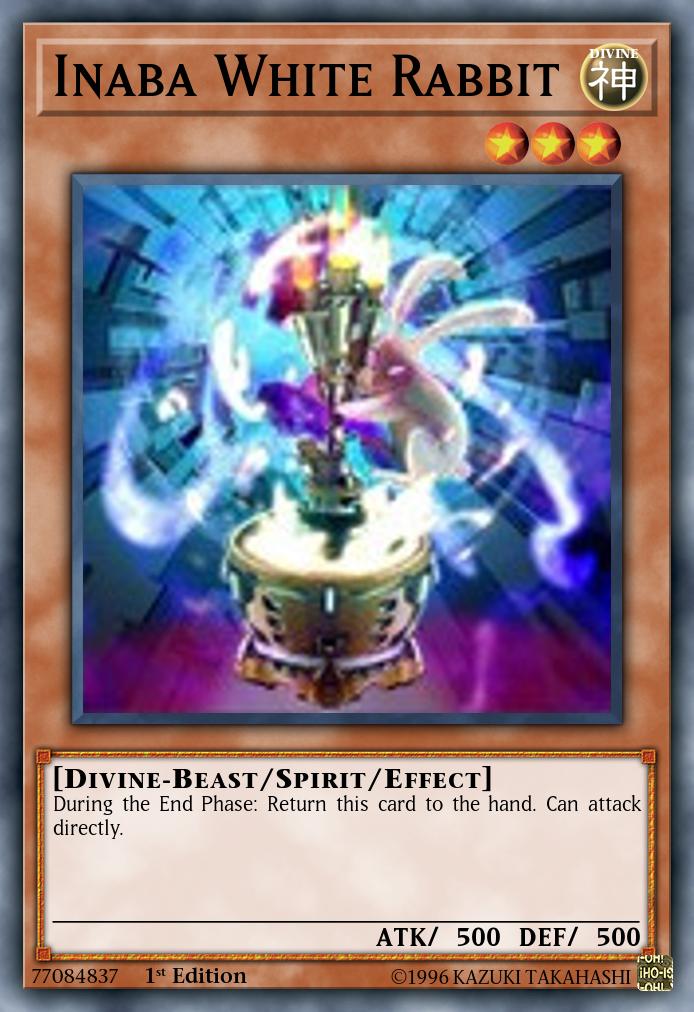 Inaba White Rabbit
DIVINE
神
[Divine-Beast/Spirit/Effect]
During the End Phase: Return this card to the hand. Can attack
directly.
ATK/ 500 DEF/ 500
77084837 1st Edition ©1996 KAZUKI TAKAHASHI